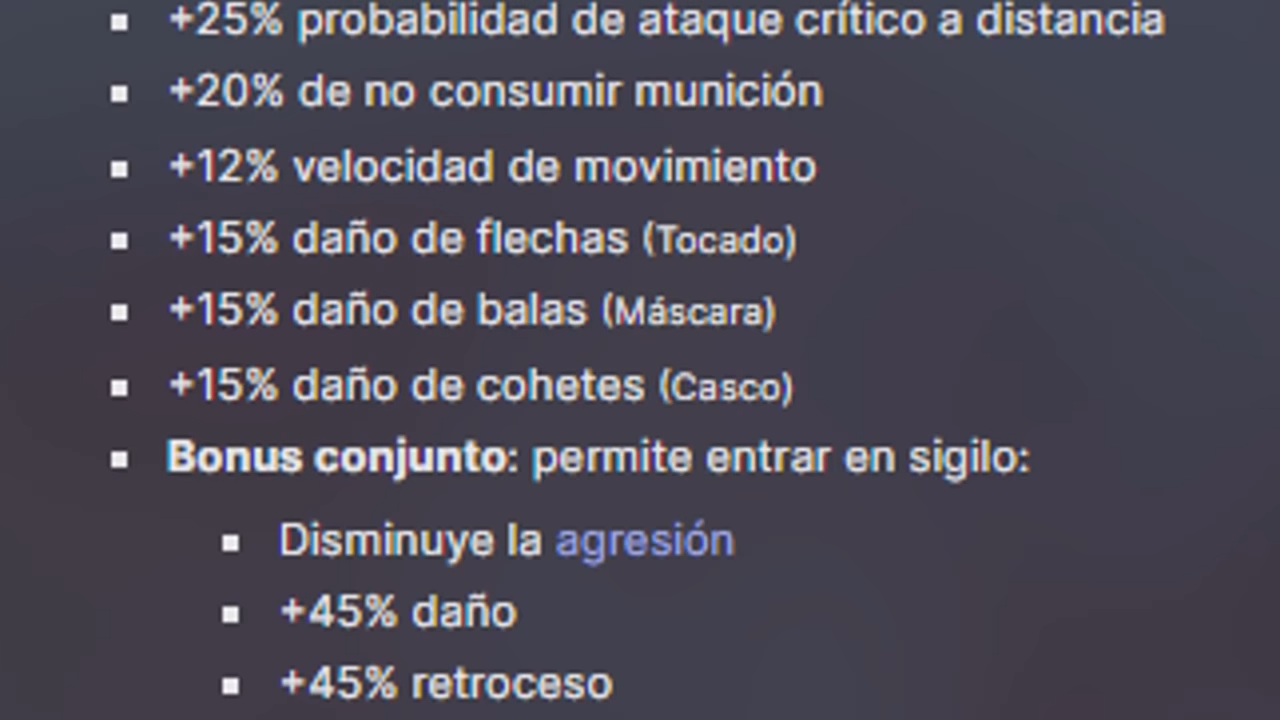 +25% probabilidad de ataque crítico a distancia
+20% de no consumir munición
+12% velocidad de movimiento
+15% daño de flechas (Tocado)
+15% daño de balas (Máscara)
+15% daño de cohetes (Casco)
Bonus conjunto: permite entrar en sigilo:
Disminuye la agresión
+45% daño
+45% retroceso